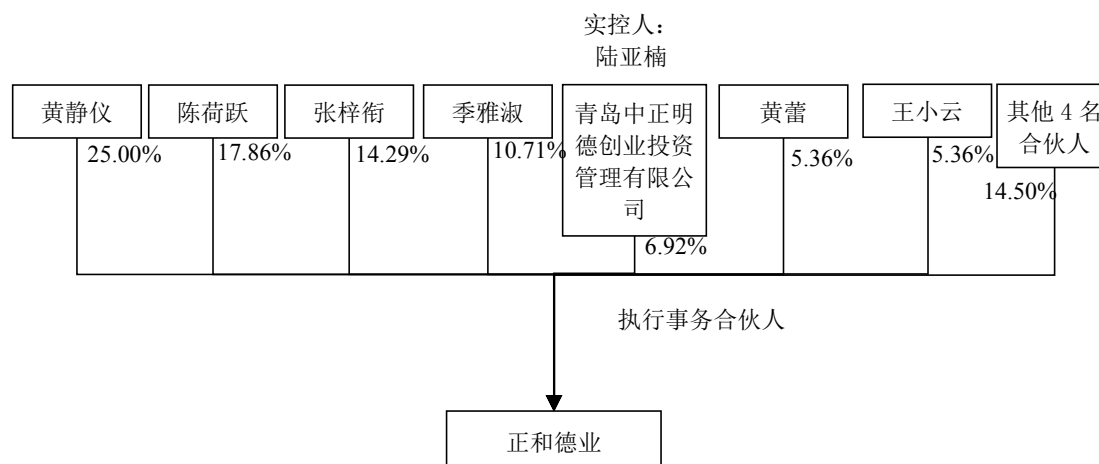 实控人：
陆亚楠
黄静仪
陈荷跃
张梓衔
季雅淑
青岛中正明
德创业投资
管理有限公
司
黄蕾
王小云
其他 4 名
合伙人
25.00%
17.86%
14.29%
10.71%
6.92%
5.36%
5.36%
14.50%
执行事务合伙人
正和德业